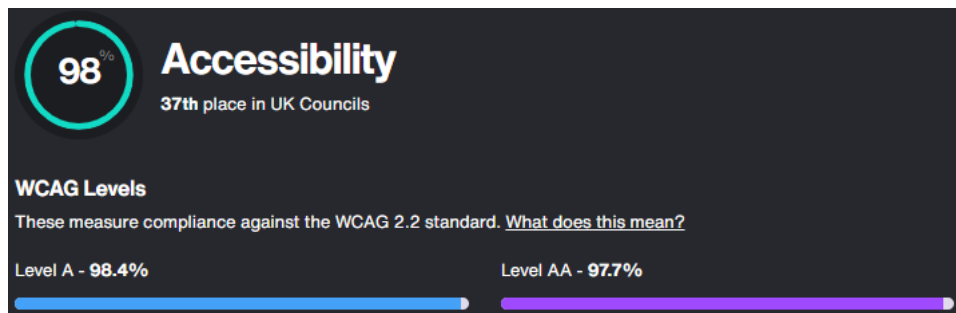 98%
Accessibility
37th place in UK Councils
WCAG Levels
These measure compliance against the WCAG 2.2 standard. What does this mean?
Level A - 98.4%
Level AA - 97.7%